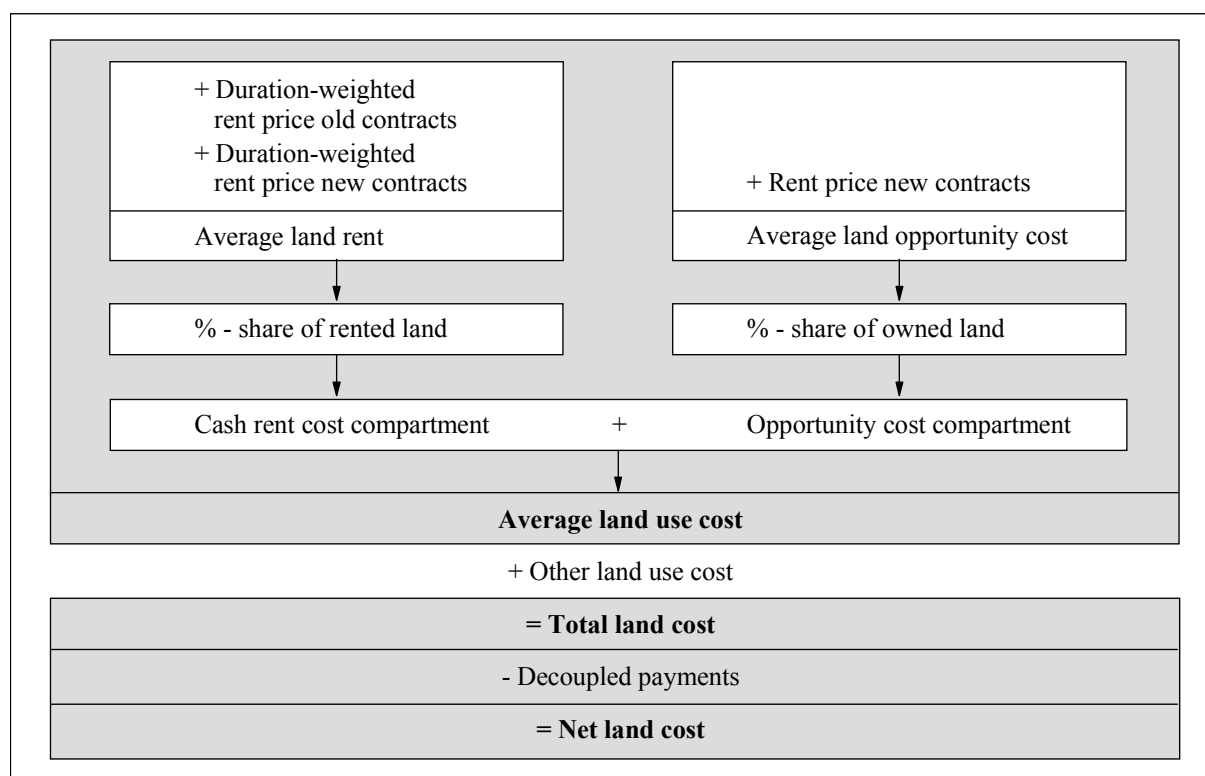 + Duration-weighted
rent price old contracts
+ Duration-weighted
rent price new contracts
Average land rent
+ Rent price new contracts
Average land opportunity cost
% - share of rented land
% - share of owned land
Cash rent cost compartment + Opportunity cost compartment
Average land use cost
+ Other land use cost
= Total land cost
- Decoupled payments
= Net land cost